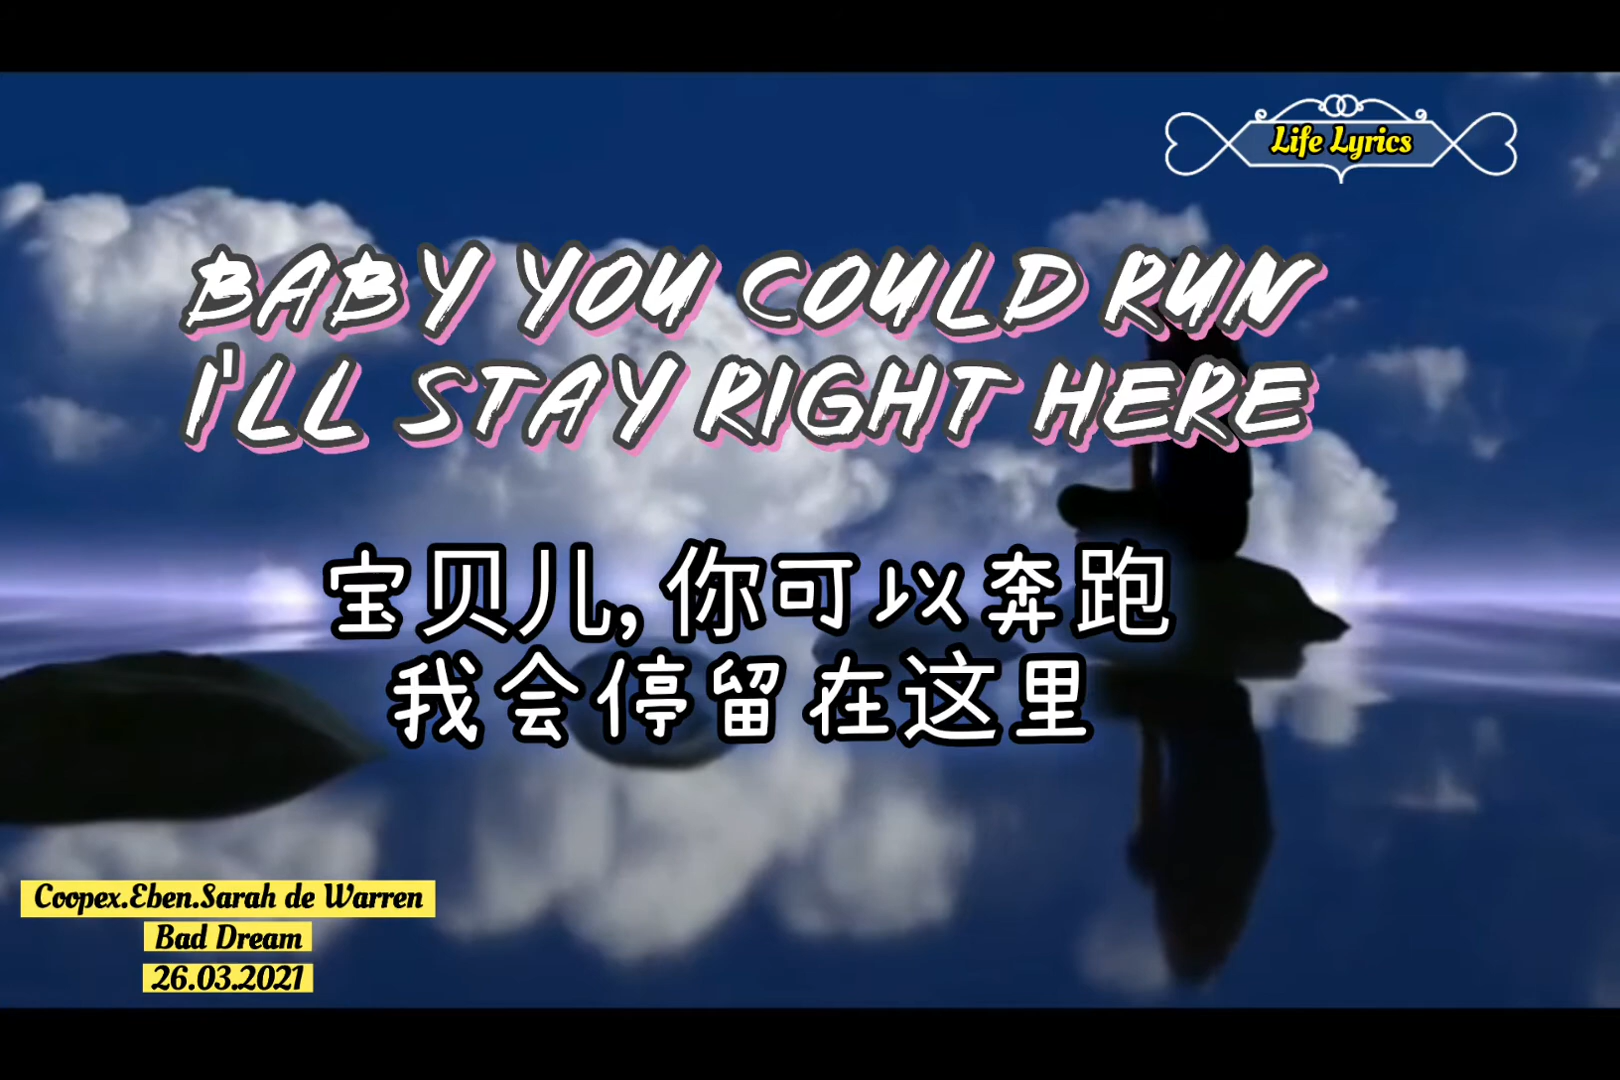 Life Lyrics
BABY YOU COULD RUN
I'LL STAY RIGHT HERE
宝贝儿,你可以奔跑
我会停留在这里
Coopex.Eben.Sarah de Warren
Bad Dream
26.03.2021